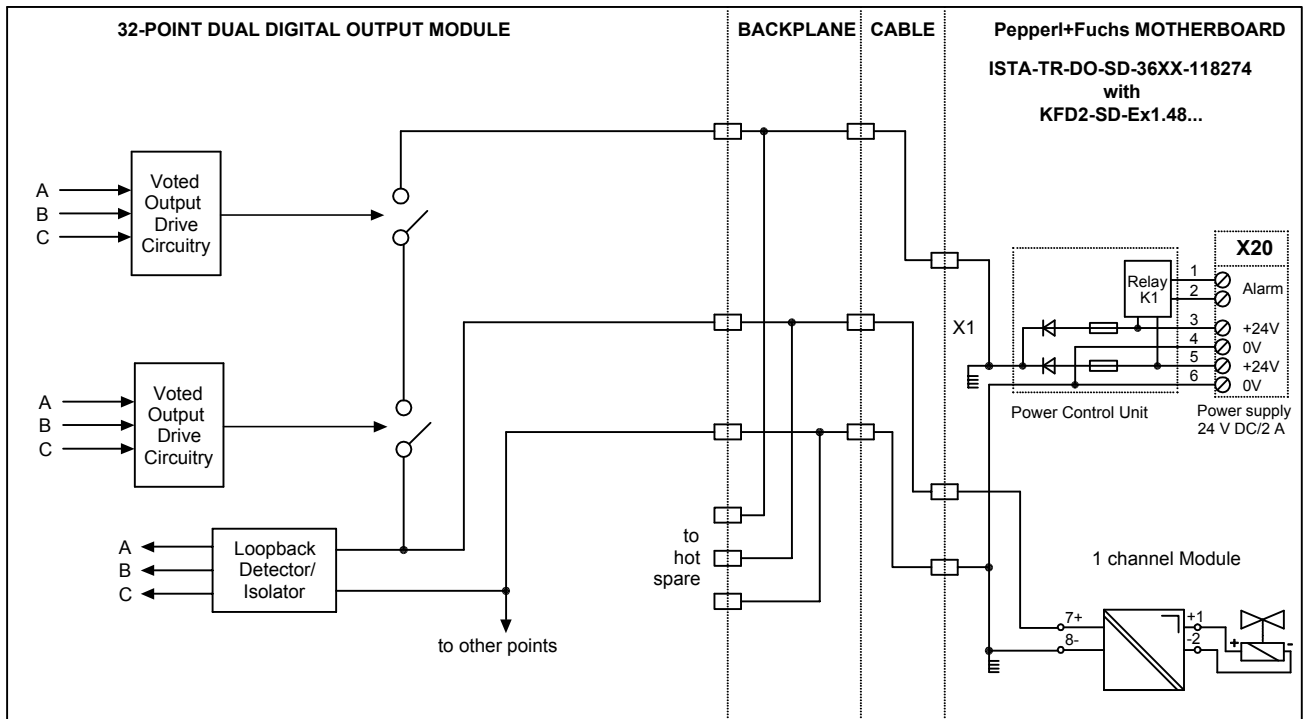 32-POINT DUAL DIGITAL OUTPUT MODULE
BACKPLANE
CABLE
Pepperl+Fuchs MOTHERBOARD
ISTA-TR-DO-SD-36XX-118274
with
KFD2-SD-Ex1.48...
A
B
C
Voted
Output
Drive
Circuitry
X1
Relay
K1
X20
1
2
Alarm
3
+24V
4
0V
5
+24V
6
0V
Power Control Unit
Power supply
24 V DC/2 A
A
B
C
Voted
Output
Drive
Circuitry
A
B
C
Loopback
Detector/
Isolator
to other points
to
hot
spare
1 channel Module
7+
8-
+1
-2
+
-